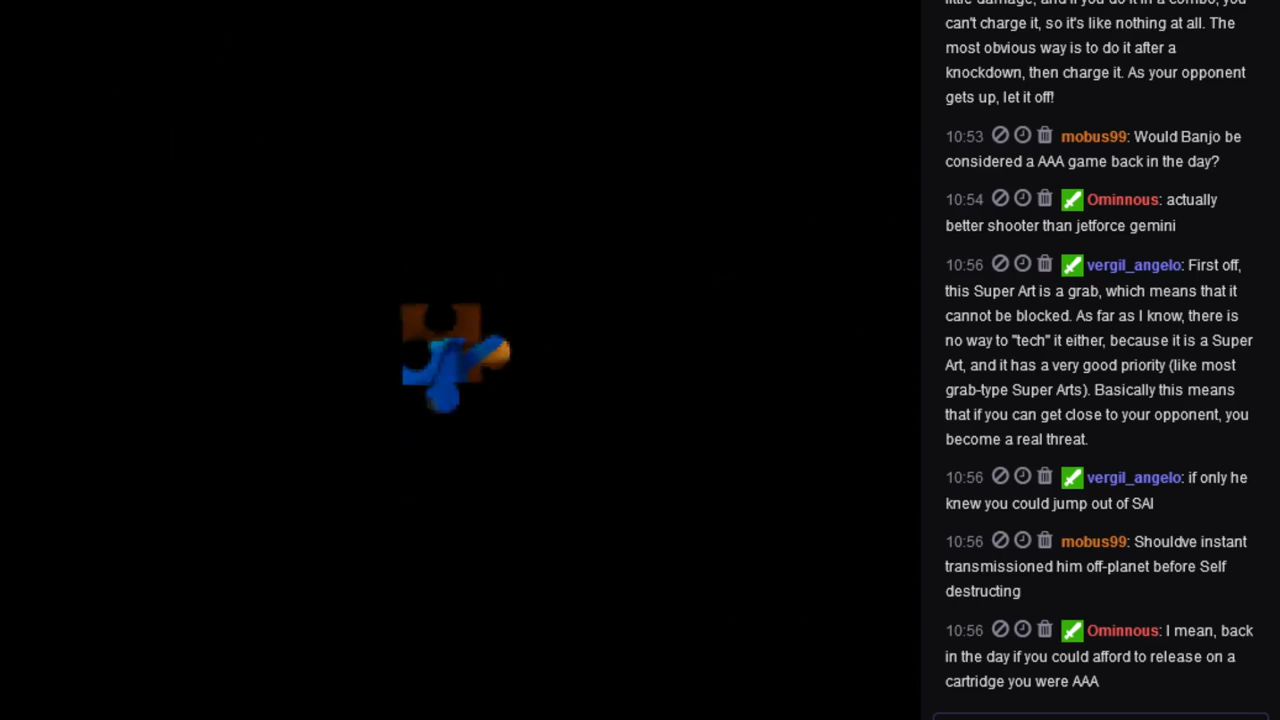 little damage, and if you do it in a combo, you
can't charge it, so it's like nothing at all. The
most obvious way is to do it after a
knockdown, then charge it. As your opponent
gets up, let it off!
10:53 mobus99: Would Banjo be
considered a AAA game back in the day?
10:54 Ominnous: actually
better shooter than jetforce gemini
10:56 vergil_angelo: First off,
this Super Art is a grab, which means that it
cannot be blocked. As far as I know, there is
no way to "tech" it either, because it is a Super
Art, and it has a very good priority (like most
grab-type Super Arts). Basically this means
that if you can get close to your opponent, you
become a real threat.
10:56 vergil_angelo: if only he
knew you could jump out of SAI
10:56 mobus99: Shouldve instant
transmissioned him off-planet before Self
destructing
10:56 Ominnous: I mean, back
in the day if you could afford to release on a
cartridge you were AAA